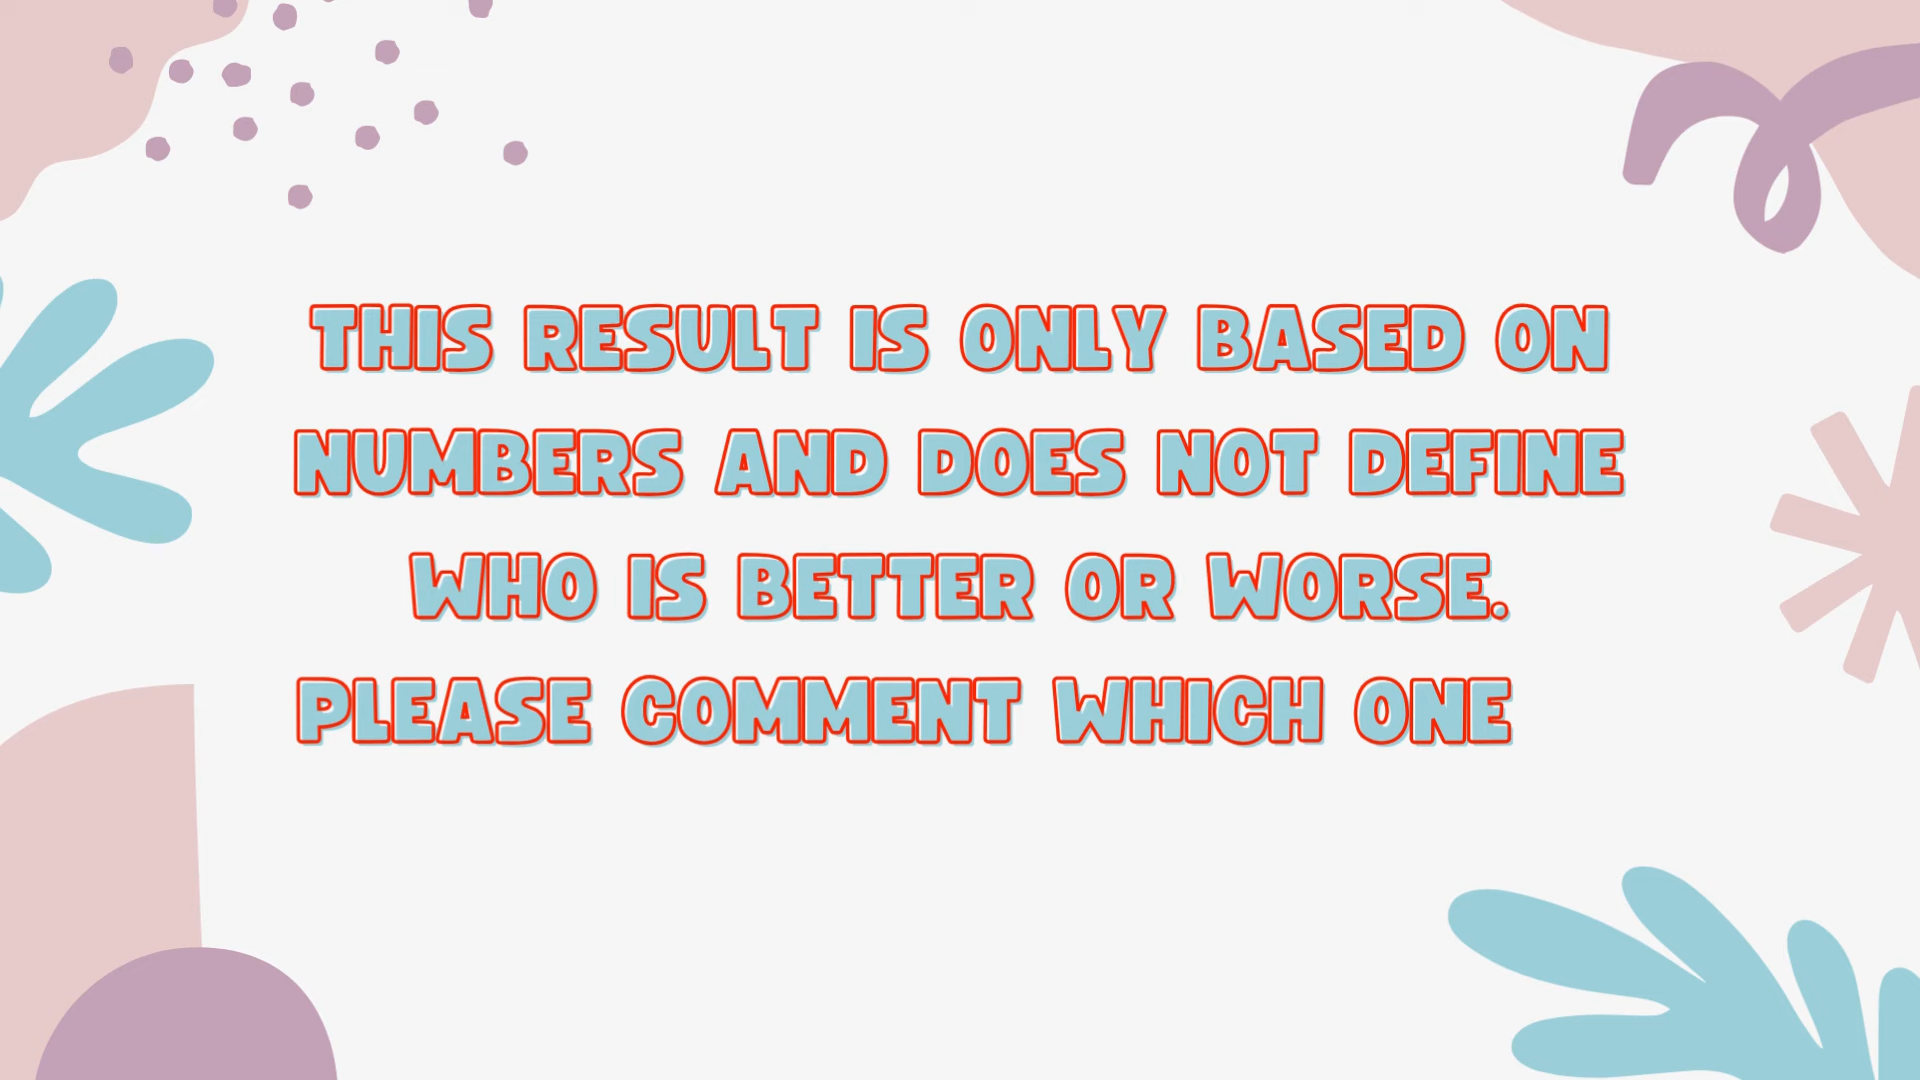 THIS RESULT IS ONLY BASED ON
NUMBERS AND DOES NOT DEFINE
WHO IS BETTER OR WORSE.
PLEASE COMMENT WHICH ONE